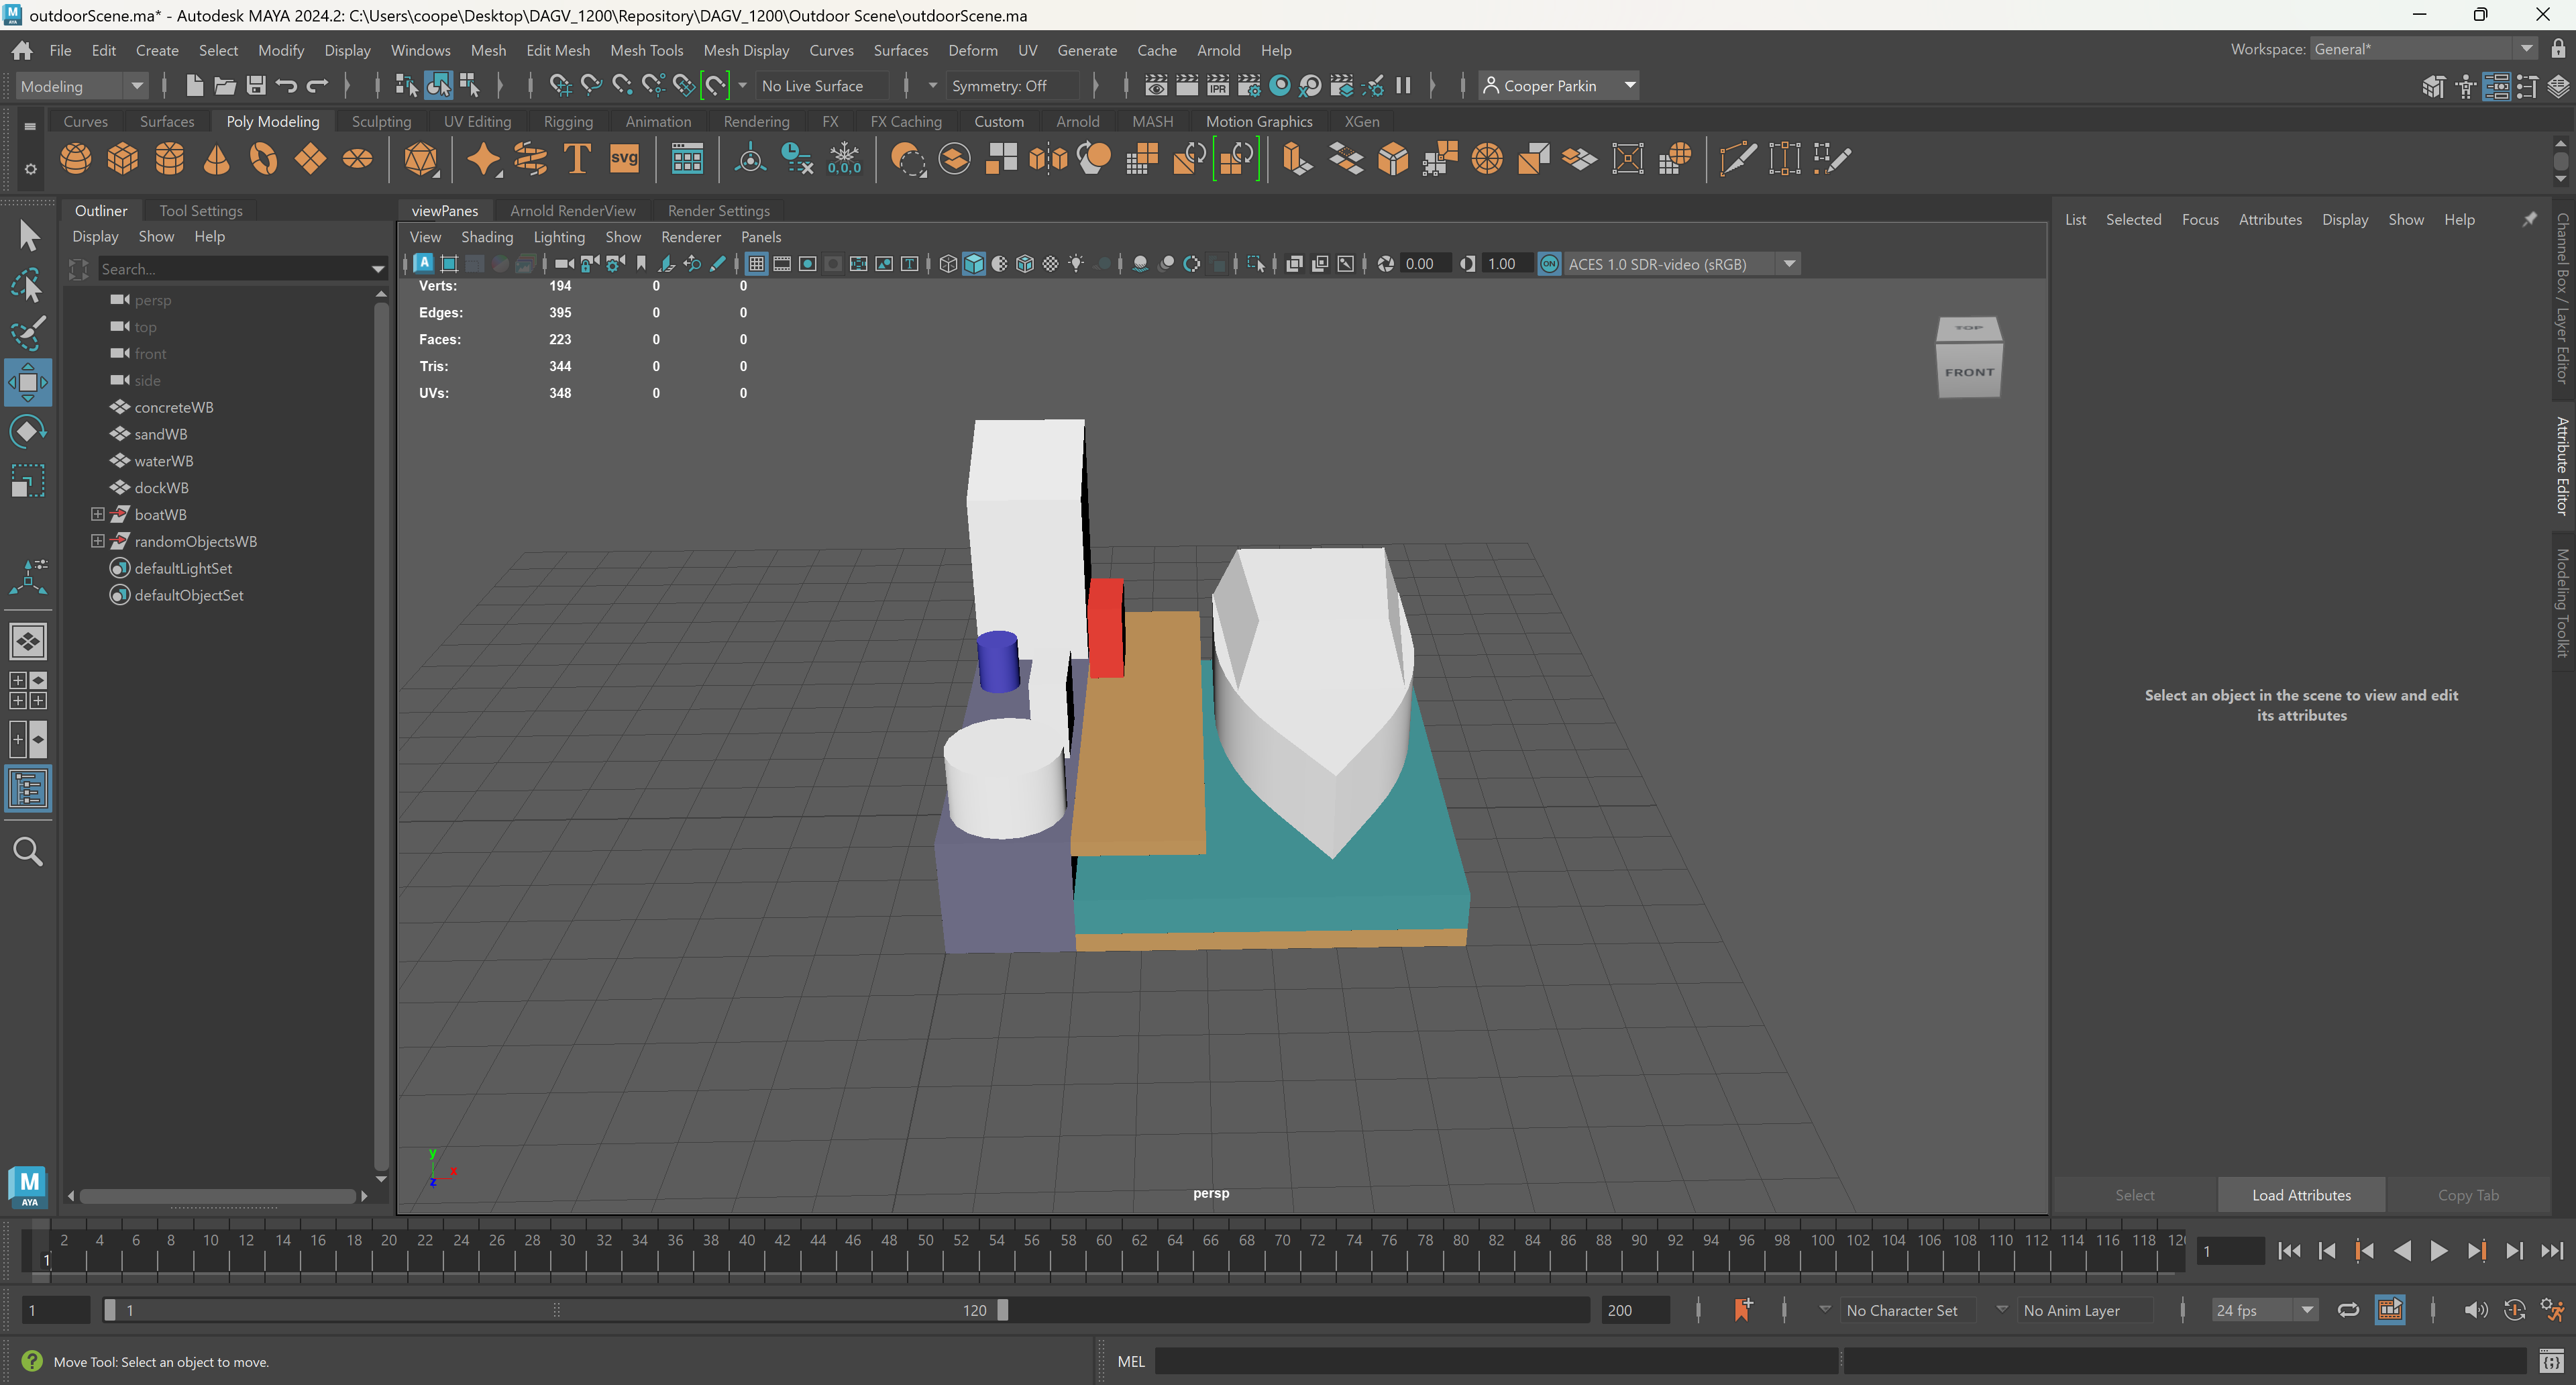 outdoorScene.ma* - Autodesk MAYA 2024.2: C:\Users\coope\Desktop\DAGV_1200\Repository\DAGV_1200\Outdoor Scene\outdoorScene.ma
File Edit Create Select Modify Display Windows Mesh Edit Mesh Mesh Tools Mesh Display Curves Surfaces Deform UV Generate Cache Arnold Help
Workspace: General*
Modeling
No Live Surface
Symmetry: Off
IPR
Cooper Parkin
Curves Surfaces Poly Modeling Sculpting UV Editing Rigging Animation Rendering FX FX Caching Custom Arnold MASH Motion Graphics XGen
T svg 0,0,0
Outliner Tool Settings
Display Show Help
Search...
persp
top
front
side
concreteWB
sandWB
waterWB
dockWB
boatWB
randomObjectsWB
defaultLightSet
defaultObjectSet
viewPanes Arnold RenderView Render Settings
View Shading Lighting Show Renderer Panels
0.00 1.00 ON ACES 1.0 SDR-video (sRGB)
Verts: 194 0 0
Edges: 395 0 0
Faces: 223 0 0
Tris: 344 0 0
UVs: 348 0 0
TOP
FRONT
y
x
z
persp
List Selected Focus Attributes Display Show Help
Select an object in the scene to view and edit
its attributes
Select Load Attributes Copy Tab
Channel Box / Layer Editor
Attribute Editor
Modeling Toolkit
M
AYA
1 2 4 6 8 10 12 14 16 18 20 22 24 26 28 30 32 34 36 38 40 42 44 46 48 50 52 54 56 58 60 62 64 66 68 70 72 74 76 78 80 82 84 86 88 90 92 94 96 98 100 102 104 106 108 110 112 114 116 118 12
1
1 1 120 200
No Character Set
No Anim Layer
24 fps
Move Tool: Select an object to move.
MEL